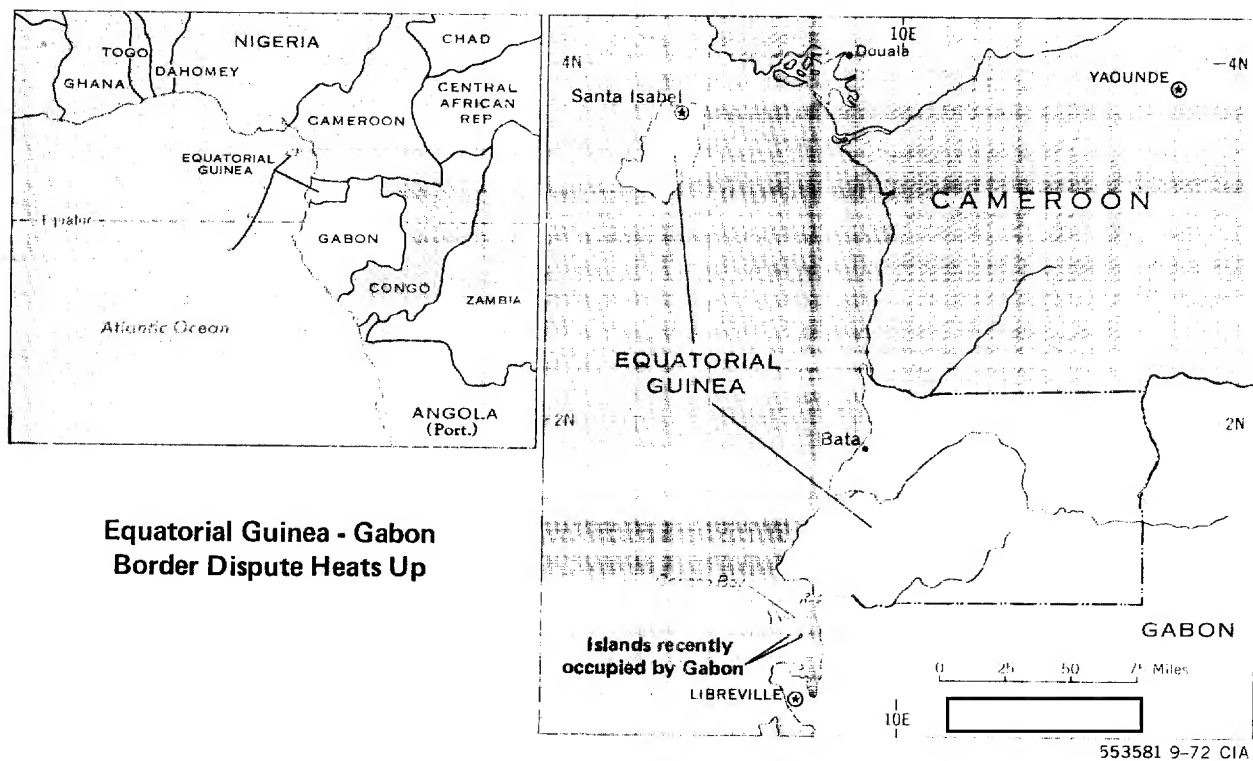 NIGERIA
CHAD
TOGO
GHANA
DAHOMEY
CENTRAL
AFRICAN
REP
CAMEROON
EQUATORIAL
GUINEA
GABON
CONGO
ZAMBIA
Atlantic Ocean
ANGOLA
(Port.)
Equatorial Guinea - Gabon
Border Dispute Heats Up
10E
4N
Douala
4N
YAOUNDE
Santa Isabel
CAMEROON
EQUATORIAL
GUINEA
2N
2N
Bata
GABON
Islands recently
occupied by Gabon
LIBREVILLE
0 25 50 75 Miles
10E
553581 9-72 CIA